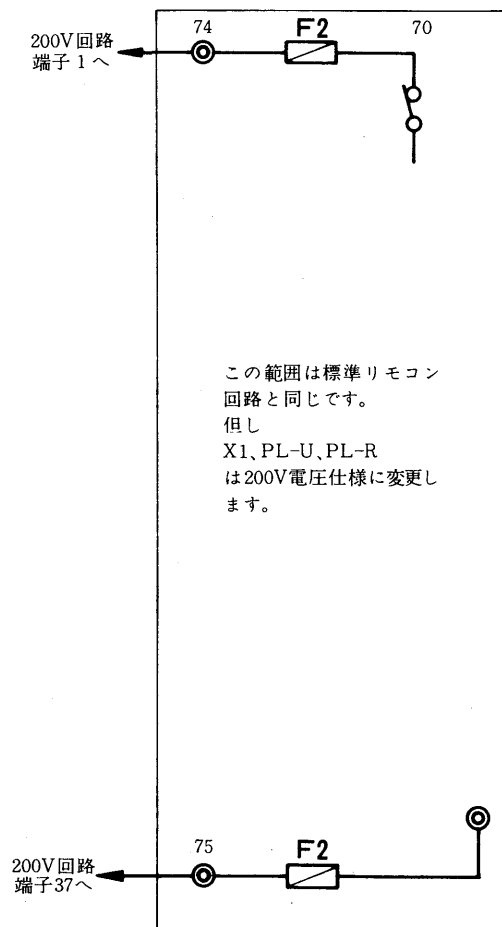 200V回路
端子1へ
74
F2
70
この範囲は標準リモコン
回路と同じです。
但し
X1、PL-U、PL-R
は200V電圧仕様に変更し
ます。
200V回路
端子37へ
75
F2